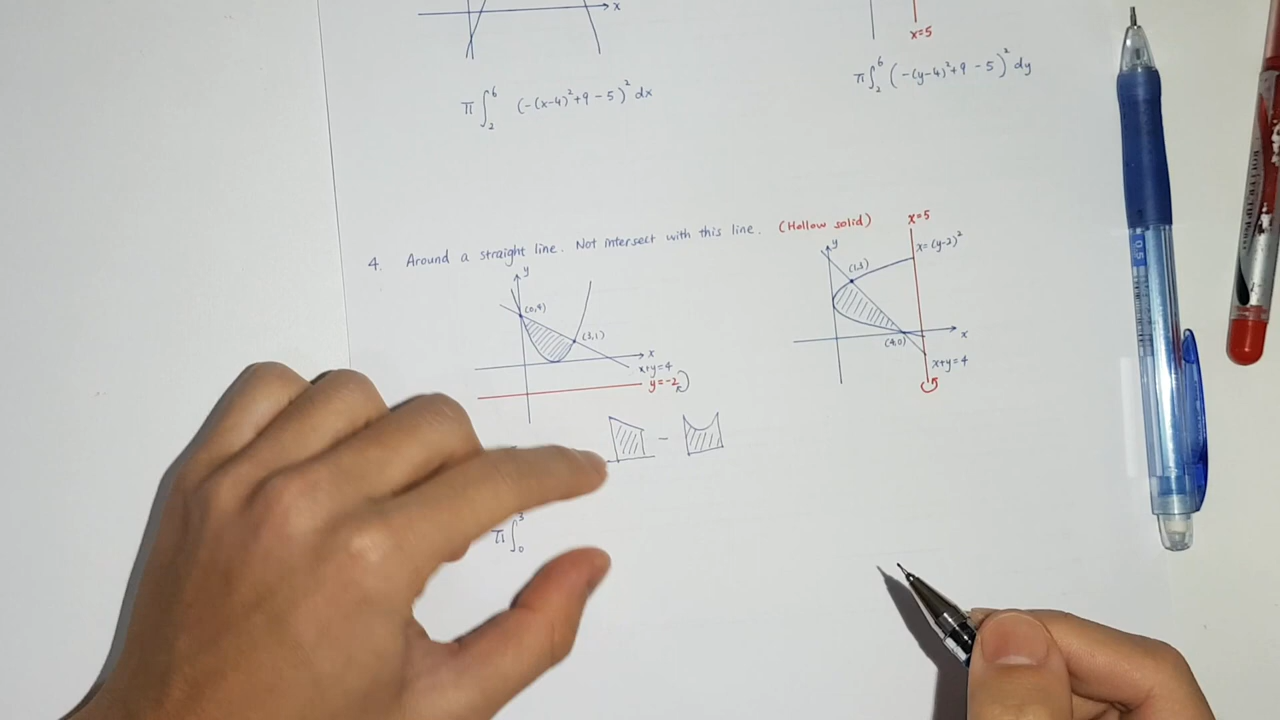 x
x=5
π∫₂⁶ (-(x-4)²+9-5)² dx
π∫₂⁶ (-(y-4)²+9-5)² dy
4. Around a straight line. Not intersect with this line. (Hollow solid)
y
(0,4)
(3,1)
x
x+y=4
y=-2
x=5
y
x=(y-2)²
(1,3)
x
(4,0)
x+y=4
-
π∫₀³
0.5